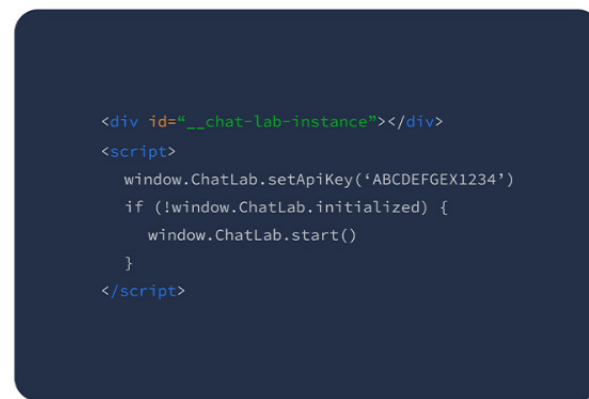 <div id=“__chat-lab-instance”></div>
<script>
window.ChatLab.setApiKey(‘ABCDEFGEX1234’)
if (!window.ChatLab.initialized) {
window.ChatLab.start()
}
</script>